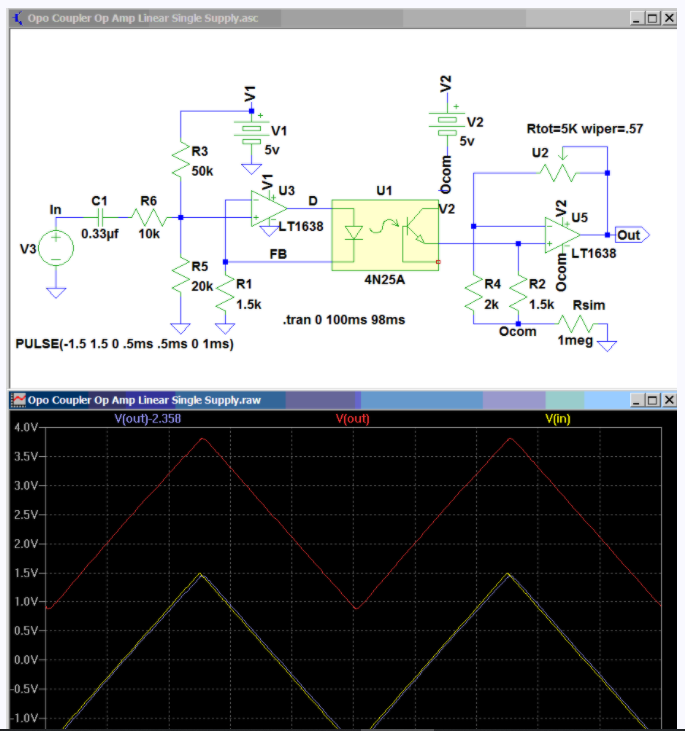 Opo Coupler Op Amp Linear Single Supply.asc
V1
V2
V1
5v
V2
5v
Rtot=5K wiper=.57
R3
50k
U2
Ocom
In
C1
R6
V1
U3
D
U1
V2
V2
U5
0.33µf
10k
LT1638
Out
V3
FB
LT1638
4N25A
Ocom
R5
20k
R1
1.5k
R4
2k
R2
1.5k
Rsim
.tran 0 100ms 98ms
Ocom
1meg
PULSE(-1.5 1.5 0 .5ms .5ms 0 1ms)
Opo Coupler Op Amp Linear Single Supply.raw
V(out)-2.358 V(out) V(in)
4.0V
3.5V
3.0V
2.5V
2.0V
1.5V
1.0V
0.5V
0.0V
-0.5V
-1.0V